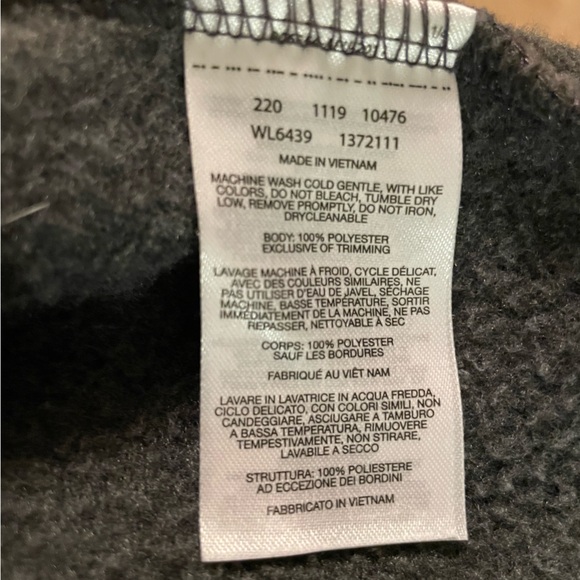 1/4
220 1119 10476
WL6439 1372111
MADE IN VIETNAM
MACHINE WASH COLD GENTLE, WITH LIKE
COLORS, DO NOT BLEACH, TUMBLE DRY
LOW, REMOVE PROMPTLY, DO NOT IRON,
DRYCLEANABLE
BODY: 100% POLYESTER
EXCLUSIVE OF TRIMMING
LAVAGE MACHINE À FROID, CYCLE DÉLICAT,
AVEC DES COULEURS SIMILAIRES, NE
PAS UTILISER D'EAU DE JAVEL, SÉCHAGE
MACHINE, BASSE TEMPÉRATURE, SORTIR
IMMÉDIATEMENT DE LA MACHINE, NE PAS
REPASSER, NETTOYABLE À SEC
CORPS: 100% POLYESTER
SAUF LES BORDURES
FABRIQUÉ AU VIÊT NAM
LAVARE IN LAVATRICE IN ACQUA FREDDA,
CICLO DELICATO, CON COLORI SIMILI, NON
CANDEGGIARE, ASCIUGARE A TAMBURO
A BASSA TEMPERATURA, RIMUOVERE
TEMPESTIVAMENTE, NON STIRARE,
LAVABILE A SECCO
STRUTTURA: 100% POLIESTERE
AD ECCEZIONE DEI BORDINI
FABBRICATO IN VIETNAM